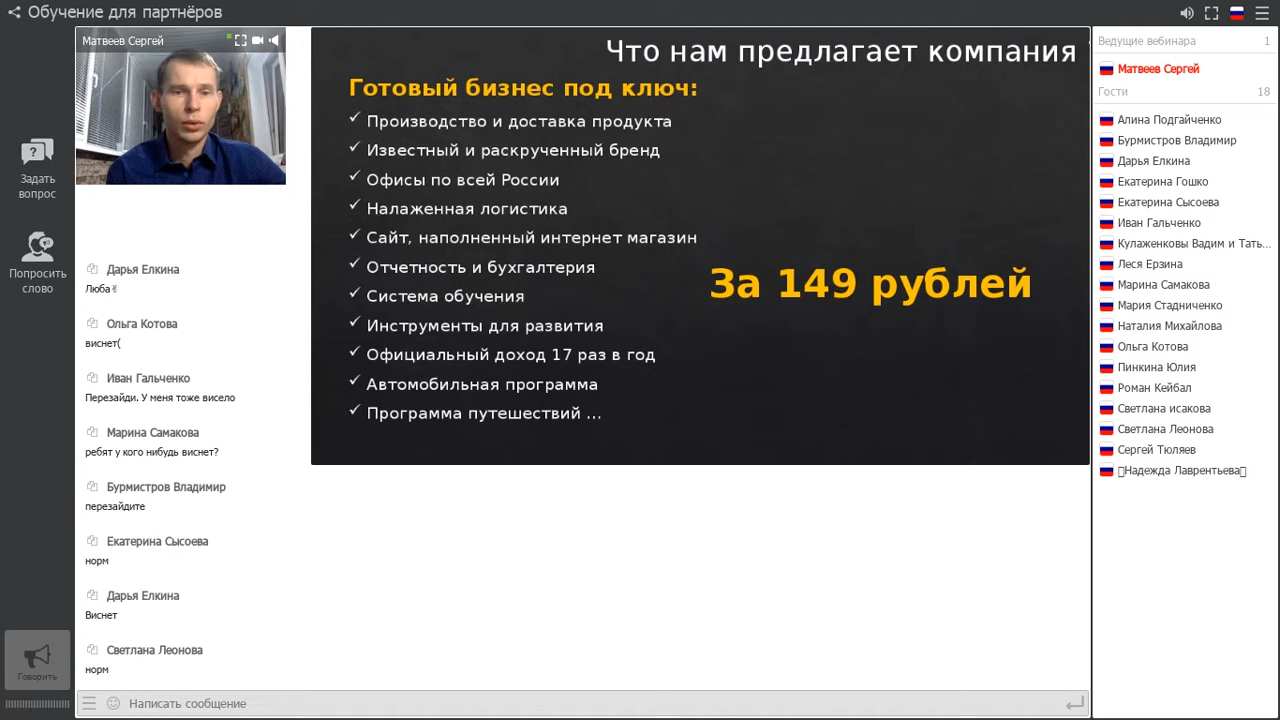 Обучение для партнёров
Матвеев Сергей
Что нам предлагает компания
Готовый бизнес под ключ:
Производство и доставка продукта
Известный и раскрученный бренд
Офисы по всей России
Налаженная логистика
Сайт, наполненный интернет магазин
Отчетность и бухгалтерия
Система обучения
Инструменты для развития
Официальный доход 17 раз в год
Автомобильная программа
Программа путешествий ...
За 149 рублей
Задать
вопрос
Попросить
слово
Говорить
Дарья Елкина
Люба✌
Ольга Котова
виснет(
Иван Гальченко
Перезайди. У меня тоже висело
Марина Самакова
ребят у кого нибудь виснет?
Бурмистров Владимир
перезайдите
Екатерина Сысоева
норм
Дарья Елкина
Виснет
Светлана Леонова
норм
Написать сообщение
Ведущие вебинара 1
Матвеев Сергей
Гости 18
Алина Подгайченко
Бурмистров Владимир
Дарья Елкина
Екатерина Гошко
Екатерина Сысоева
Иван Гальченко
Кулаженковы Вадим и Тать...
Леся Ерзина
Марина Самакова
Мария Стадниченко
Наталия Михайлова
Ольга Котова
Пинкина Юлия
Роман Кейбал
Светлана исакова
Светлана Леонова
Сергей Тюляев
Надежда Лаврентьева